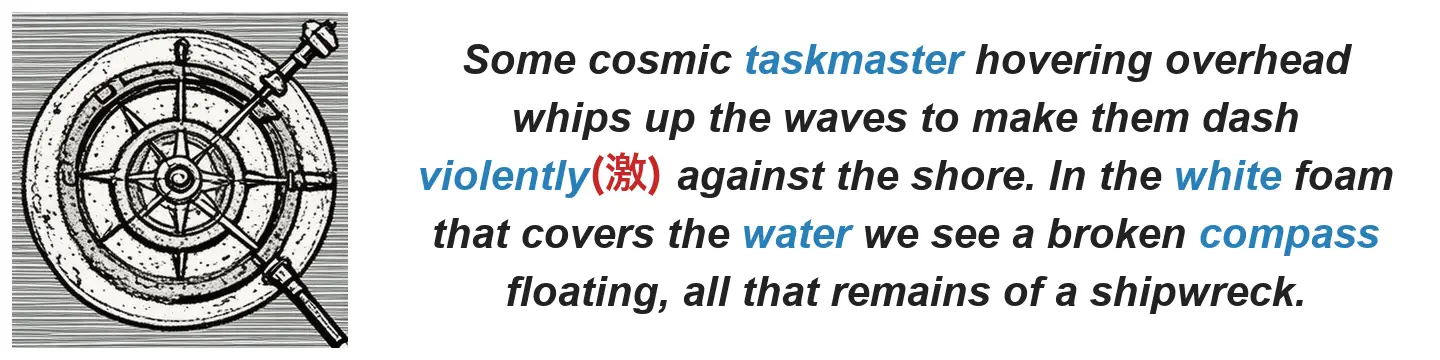 Some cosmic taskmaster hovering overhead
whips up the waves to make them dash
violently(激) against the shore. In the white foam
that covers the water we see a broken compass
floating, all that remains of a shipwreck.